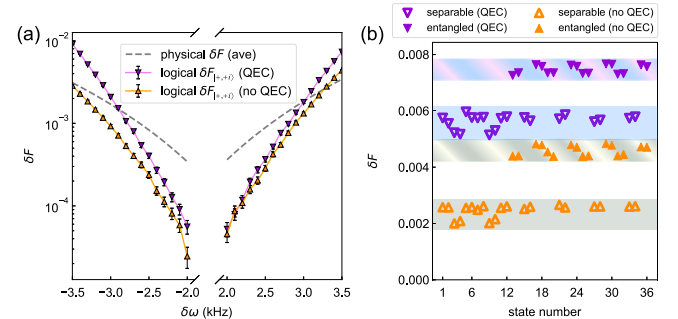 (a)
10⁻²
10⁻³
10⁻⁴
δF
physical δF (ave)
logical δF|+,+i⟩ (QEC)
logical δF|+,+i⟩ (no QEC)
−3.5 −3.0 −2.5 −2.0 2.0 2.5 3.0 3.5
δω (kHz)
separable (QEC) separable (no QEC)
entangled (QEC) entangled (no QEC)
(b)
0.008
0.006
0.004
0.002
0.000
δF
1 6 12 18 24 30 36
state number